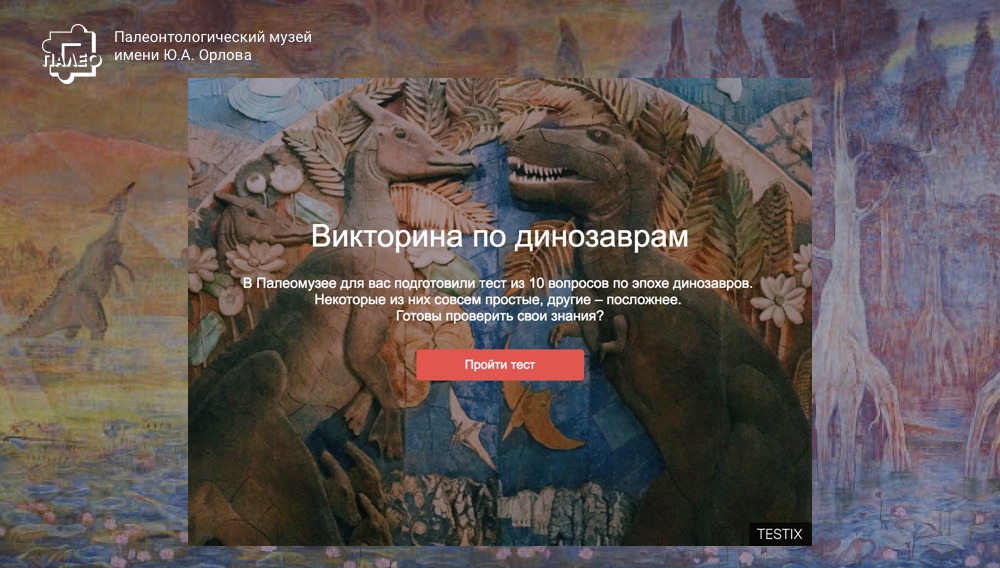 Палеонтологический музей
имени Ю.А. Орлова
ПАЛЕО
Викторина по динозаврам
В Палеомузее для вас подготовили тест из 10 вопросов по эпохе динозавров.
Некоторые из них совсем простые, другие – посложнее.
Готовы проверить свои знания?
Пройти тест
TESTIX